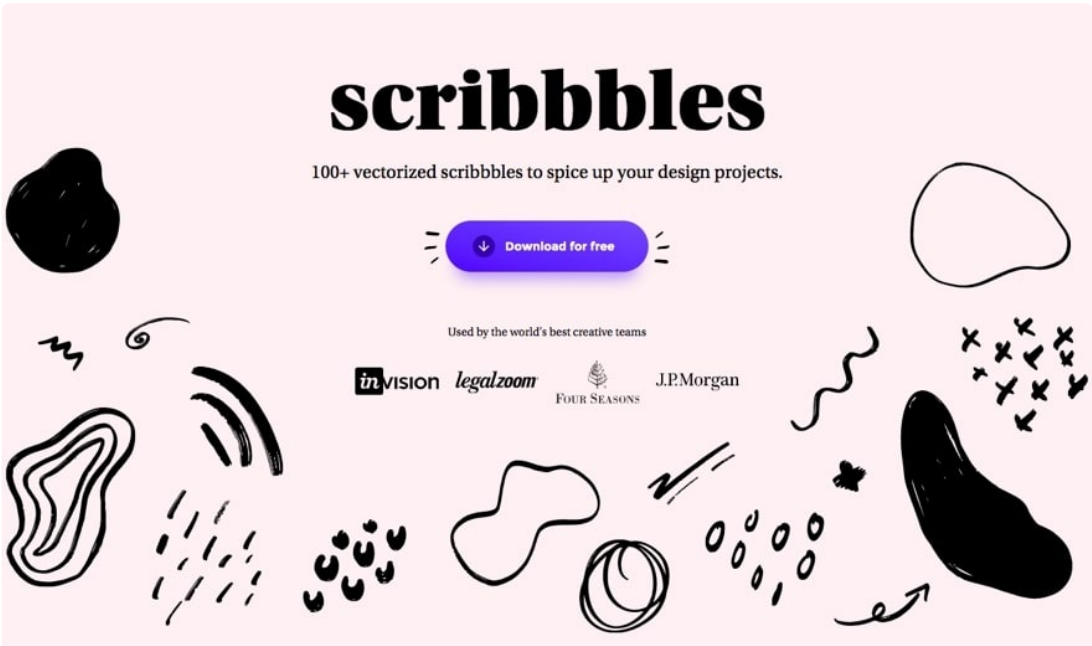 scribbbles
100+ vectorized scribbbles to spice up your design projects.
Download for free
Used by the world's best creative teams
inVISION legalzoom FOUR SEASONS J.P.Morgan